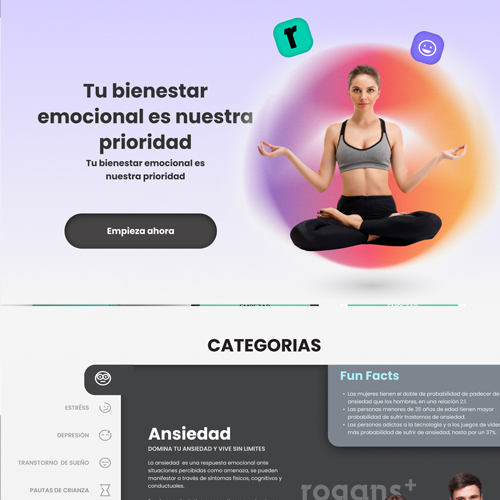 r
Tu bienestar
emocional es nuestra
prioridad
Tu bienestar emocional es
nuestra prioridad
Empieza ahora
CATEGORIAS
Fun Facts
• Las mujeres tienen el doble de probabilidad de padecer de
ansiedad que los hombres, en una relación 2:1.
• Las personas menores de 35 años de edad tienen mayor
probabilidad de sufrir trastornos de ansiedad.
• Las personas adictas a la tecnología y a los juegos de video
más probabilidad de sufrir de ansiedad, hasta por un 37%.
ESTRÉSS
DEPRESIÓN
TRANSTORNO DE SUEÑO
PAUTAS DE CRIANZA
Ansiedad
DOMINA TU ANSIEDAD Y VIVE SIN LIMITES
La ansiedad es una respuesta emocional ante
situaciones percibidas como amenaza, se pueden
manifestar a través de síntomas físicos, cognitivos y
conductuales.
rogans+